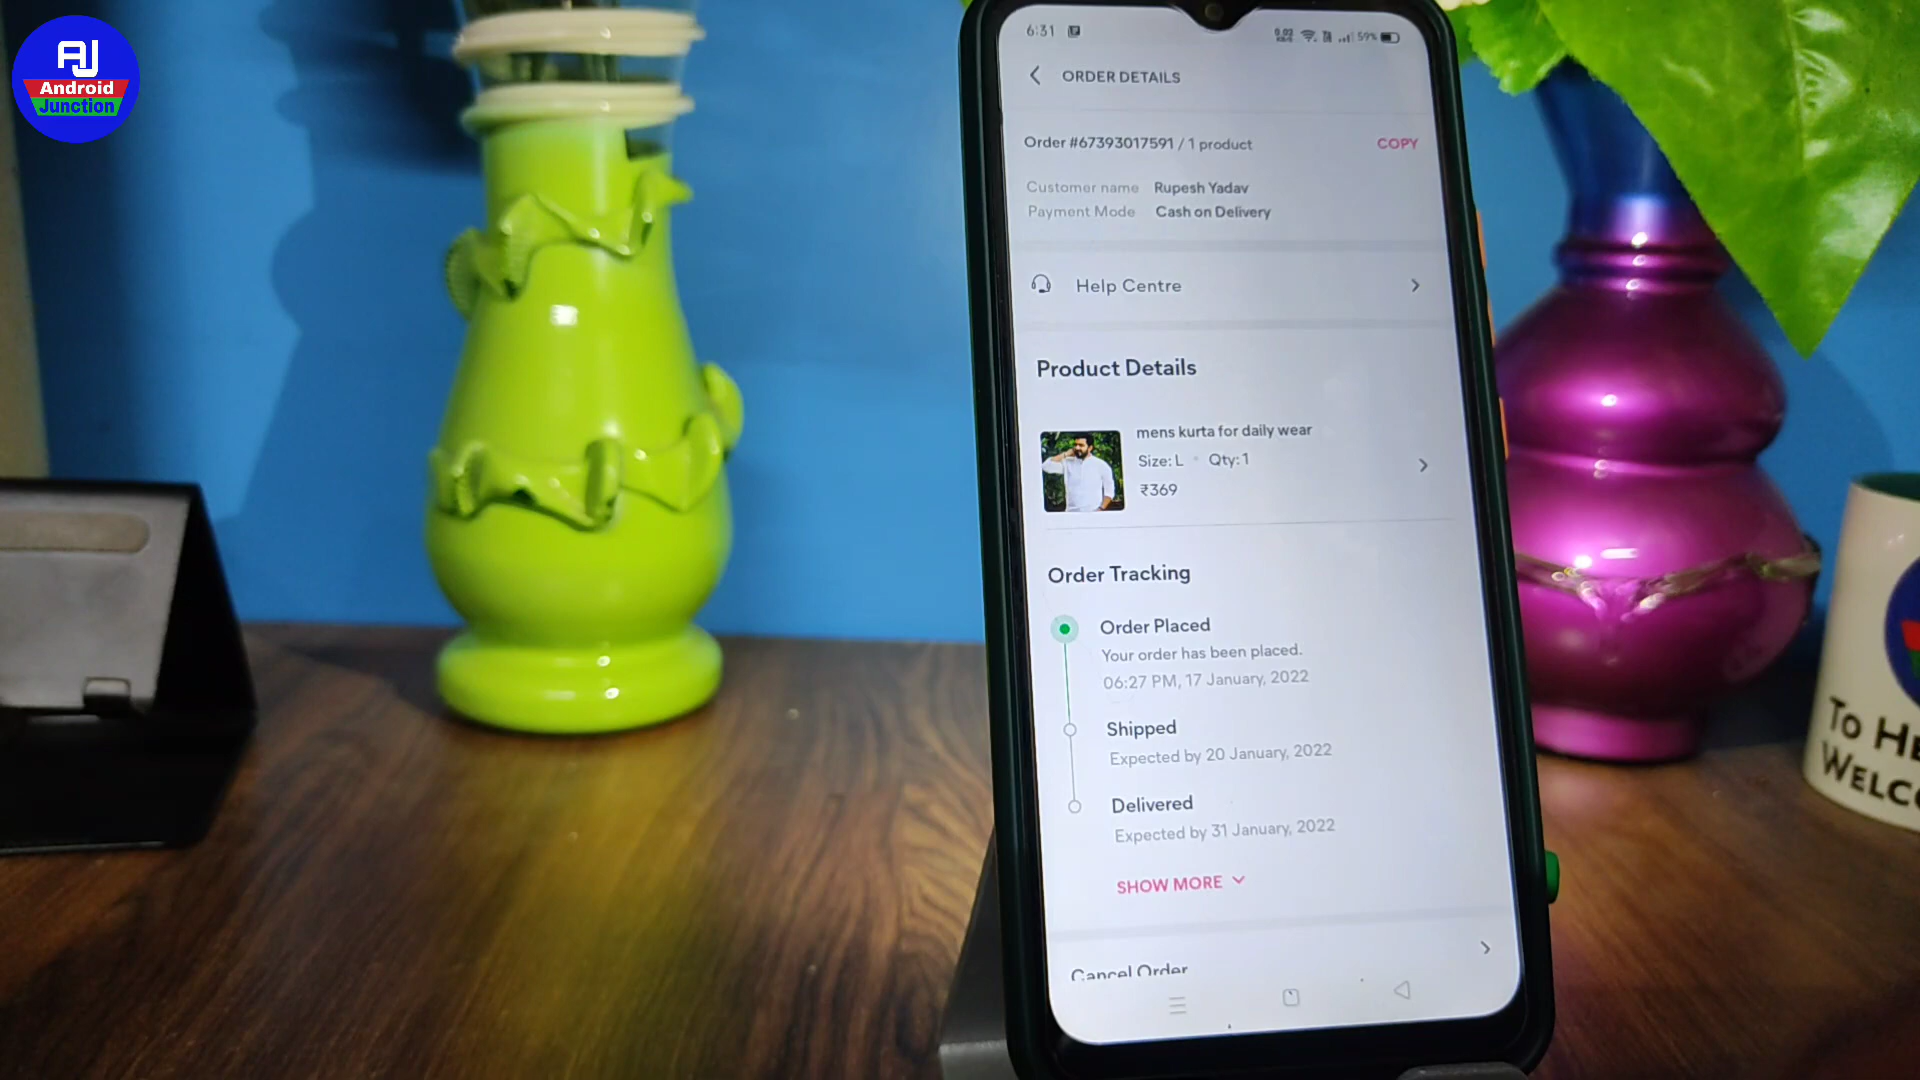 AJ
Android
Junction
6:31
59%
ORDER DETAILS
Order #67393017591 / 1 product
COPY
Customer name Rupesh Yadav
Payment Mode Cash on Delivery
Help Centre
Product Details
mens kurta for daily wear
Size: L • Qty: 1
₹369
Order Tracking
Order Placed
Your order has been placed.
06:27 PM, 17 January, 2022
Shipped
Expected by 20 January, 2022
Delivered
Expected by 31 January, 2022
SHOW MORE
Cancel Order
To He
Welc